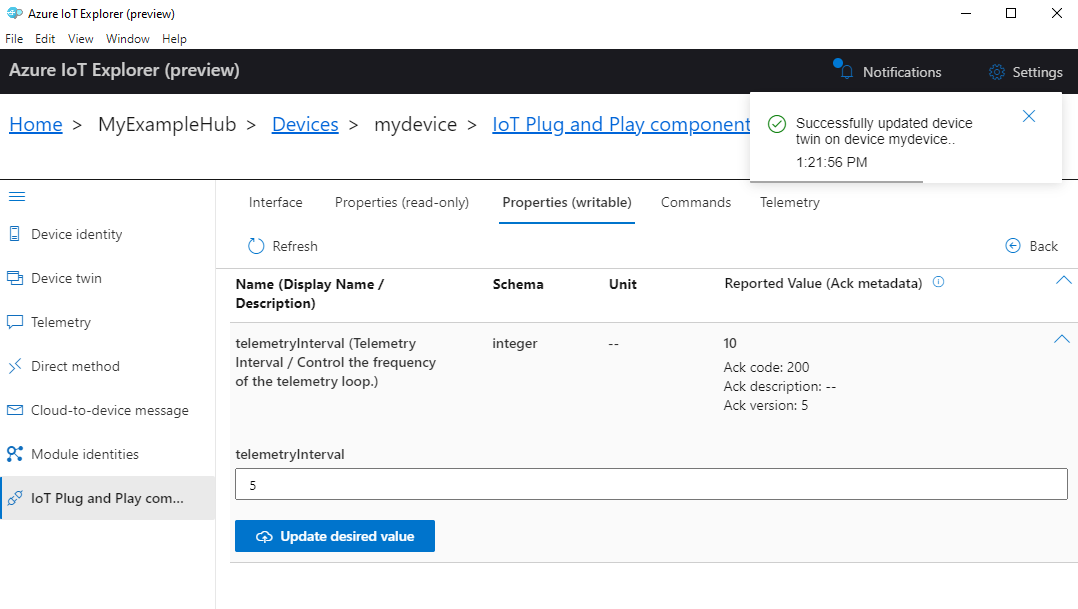 Azure IoT Explorer (preview)
File Edit View Window Help
Azure IoT Explorer (preview)
Notifications
Settings
Home > MyExampleHub > Devices > mydevice > IoT Plug and Play component
Successfully updated device
twin on device mydevice..
1:21:56 PM
Device identity
Device twin
Telemetry
Direct method
Cloud-to-device message
Module identities
IoT Plug and Play com...
Interface Properties (read-only) Properties (writable) Commands Telemetry
Refresh
Back
Name (Display Name /
Description)
Schema
Unit
Reported Value (Ack metadata)
telemetryInterval (Telemetry
Interval / Control the frequency
of the telemetry loop.)
integer
--
10
Ack code: 200
Ack description: --
Ack version: 5
telemetryInterval
5
Update desired value